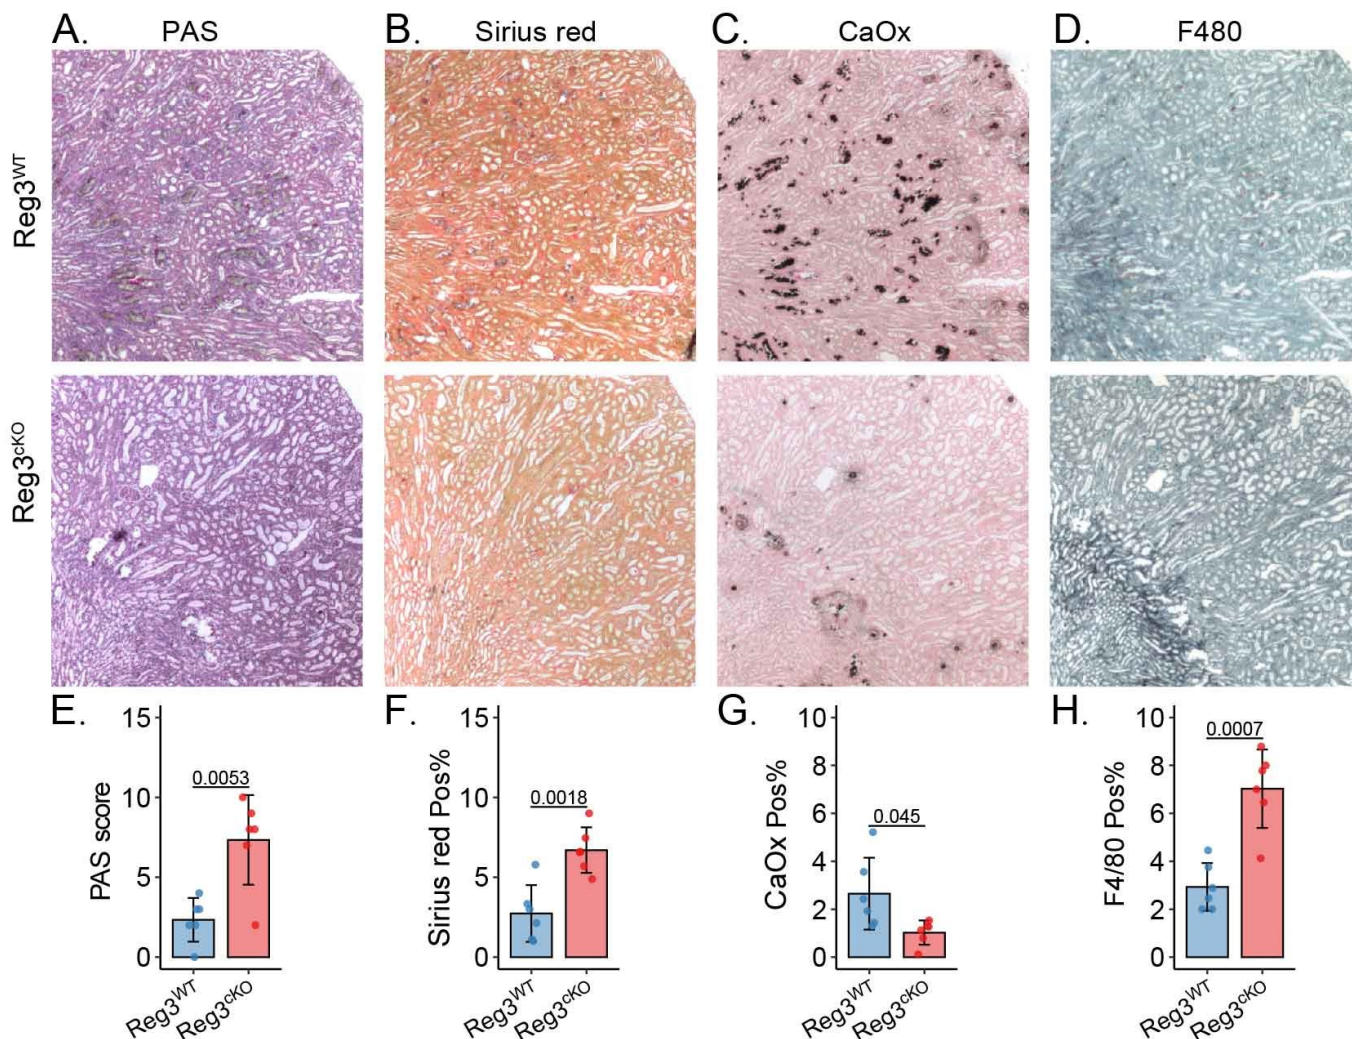 A. PAS
B. Sirius red
C. CaOx
D. F480
Reg3WT
Reg3cKO
E.
PAS score
15
10
5
0
0.0053
Reg3WT
Reg3cKO
F.
Sirius red Pos%
15
10
5
0
0.0018
Reg3WT
Reg3cKO
G.
CaOx Pos%
10
8
6
4
2
0
0.045
Reg3WT
Reg3cKO
H.
F4/80 Pos%
10
8
6
4
2
0
0.0007
Reg3WT
Reg3cKO